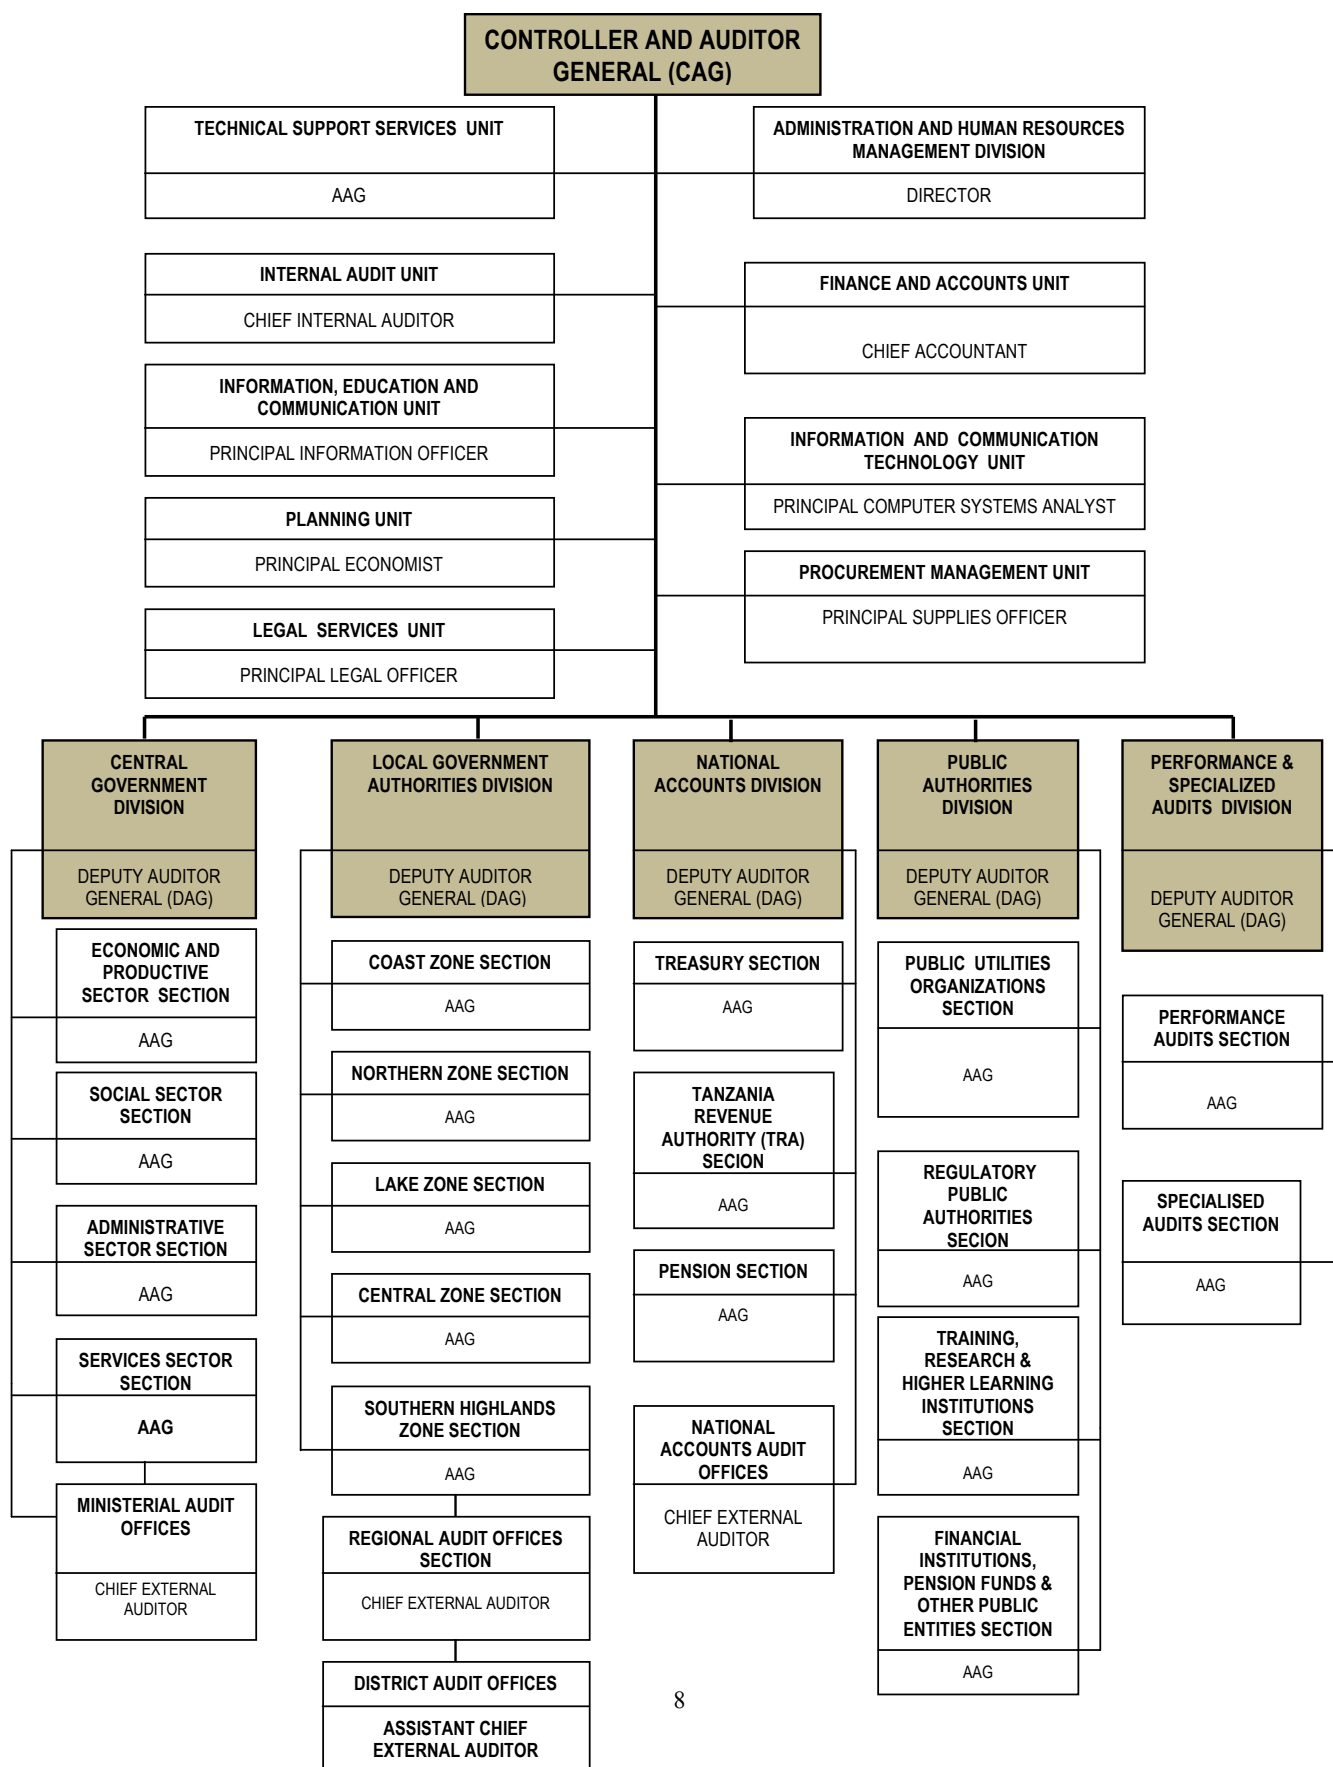 CONTROLLER AND AUDITOR
GENERAL (CAG)
TECHNICAL SUPPORT SERVICES UNIT
AAG
ADMINISTRATION AND HUMAN RESOURCES
MANAGEMENT DIVISION
DIRECTOR
INTERNAL AUDIT UNIT
CHIEF INTERNAL AUDITOR
FINANCE AND ACCOUNTS UNIT
CHIEF ACCOUNTANT
INFORMATION, EDUCATION AND
COMMUNICATION UNIT
PRINCIPAL INFORMATION OFFICER
INFORMATION AND COMMUNICATION
TECHNOLOGY UNIT
PRINCIPAL COMPUTER SYSTEMS ANALYST
PLANNING UNIT
PRINCIPAL ECONOMIST
PROCUREMENT MANAGEMENT UNIT
PRINCIPAL SUPPLIES OFFICER
LEGAL SERVICES UNIT
PRINCIPAL LEGAL OFFICER
CENTRAL
GOVERNMENT
DIVISION
DEPUTY AUDITOR
GENERAL (DAG)
ECONOMIC AND
PRODUCTIVE
SECTOR SECTION
AAG
SOCIAL SECTOR
SECTION
AAG
ADMINISTRATIVE
SECTOR SECTION
AAG
SERVICES SECTOR
SECTION
AAG
MINISTERIAL AUDIT
OFFICES
CHIEF EXTERNAL
AUDITOR
LOCAL GOVERNMENT
AUTHORITIES DIVISION
DEPUTY AUDITOR
GENERAL (DAG)
COAST ZONE SECTION
AAG
NORTHERN ZONE SECTION
AAG
LAKE ZONE SECTION
AAG
CENTRAL ZONE SECTION
AAG
SOUTHERN HIGHLANDS
ZONE SECTION
AAG
REGIONAL AUDIT OFFICES
SECTION
CHIEF EXTERNAL AUDITOR
DISTRICT AUDIT OFFICES
ASSISTANT CHIEF
EXTERNAL AUDITOR
NATIONAL
ACCOUNTS DIVISION
DEPUTY AUDITOR
GENERAL (DAG)
TREASURY SECTION
AAG
TANZANIA
REVENUE
AUTHORITY (TRA)
SECION
AAG
PENSION SECTION
AAG
NATIONAL
ACCOUNTS AUDIT
OFFICES
CHIEF EXTERNAL
AUDITOR
PUBLIC
AUTHORITIES
DIVISION
DEPUTY AUDITOR
GENERAL (DAG)
PUBLIC UTILITIES
ORGANIZATIONS
SECTION
AAG
REGULATORY
PUBLIC
AUTHORITIES
SECION
AAG
TRAINING,
RESEARCH &
HIGHER LEARNING
INSTITUTIONS
SECTION
AAG
FINANCIAL
INSTITUTIONS,
PENSION FUNDS &
OTHER PUBLIC
ENTITIES SECTION
AAG
PERFORMANCE &
SPECIALIZED
AUDITS DIVISION
DEPUTY AUDITOR
GENERAL (DAG)
PERFORMANCE
AUDITS SECTION
AAG
SPECIALISED
AUDITS SECTION
AAG
8